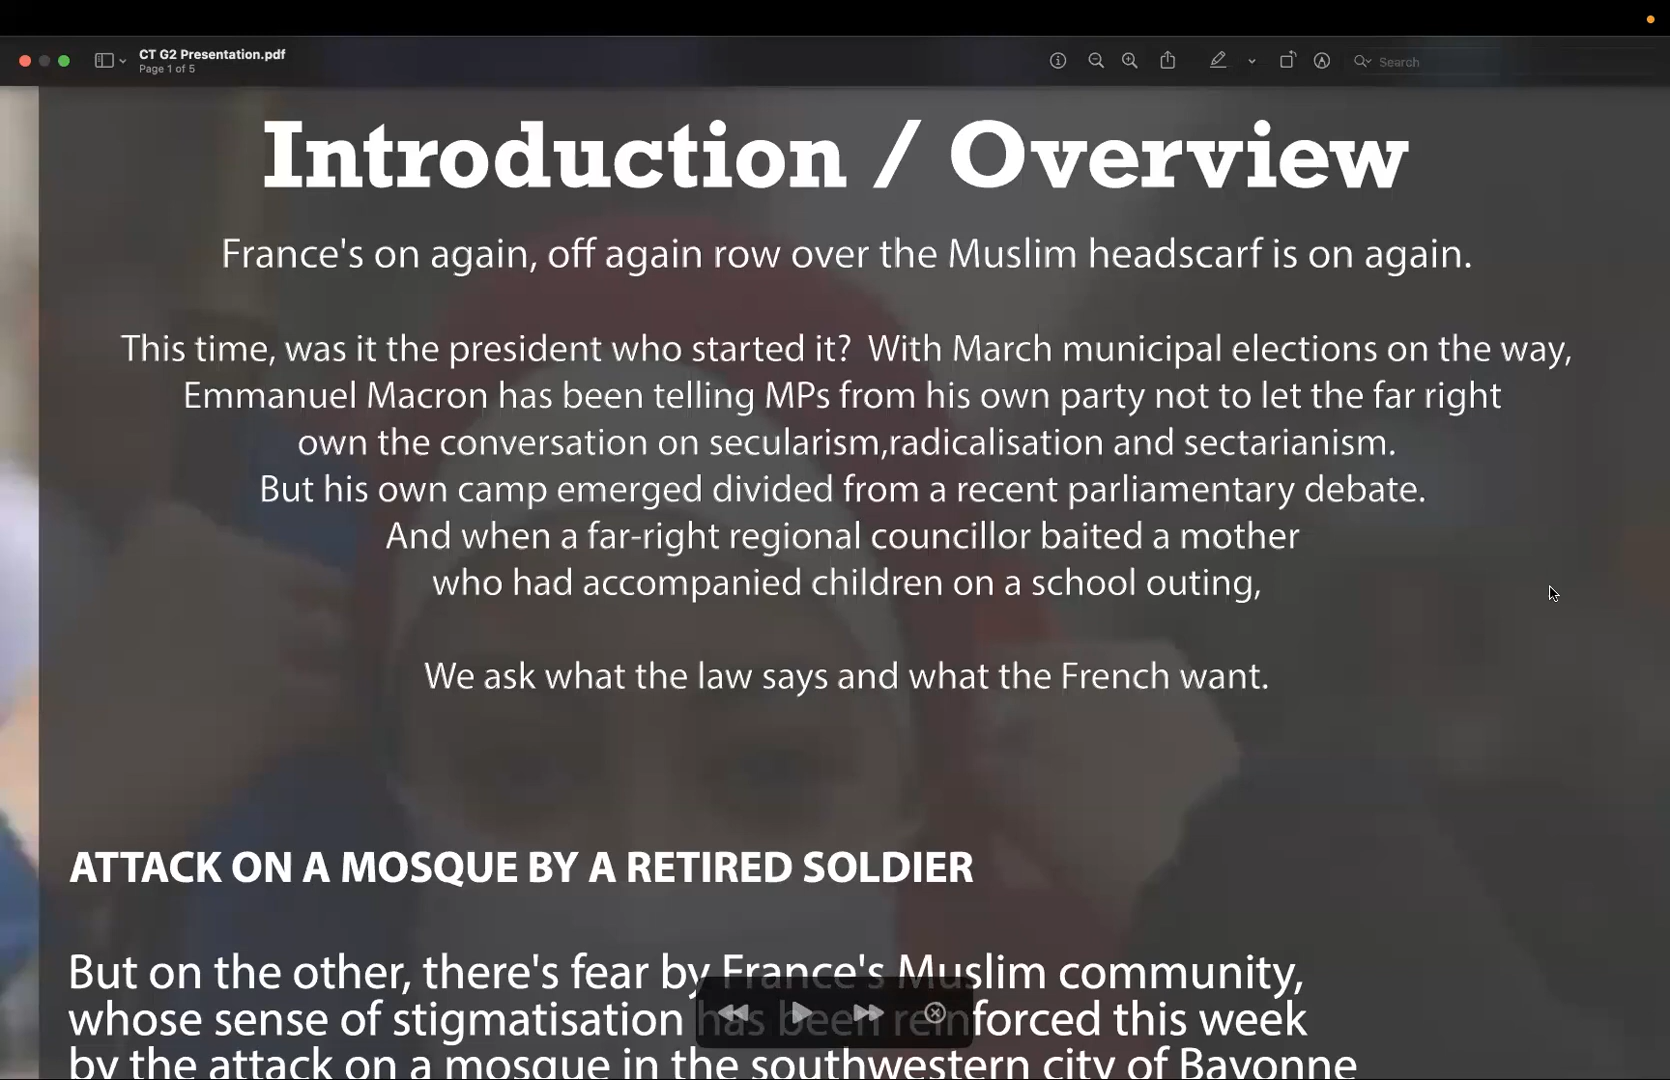 CT G2 Presentation.pdf
Page 1 of 5
Search
Introduction / Overview
France's on again, off again row over the Muslim headscarf is on again.
This time, was it the president who started it?  With March municipal elections on the way,
Emmanuel Macron has been telling MPs from his own party not to let the far right
own the conversation on secularism,radicalisation and sectarianism.
But his own camp emerged divided from a recent parliamentary debate.
And when a far-right regional councillor baited a mother
who had accompanied children on a school outing,
We ask what the law says and what the French want.
ATTACK ON A MOSQUE BY A RETIRED SOLDIER
But on the other, there's fear by France's Muslim community,
whose sense of stigmatisation has been reinforced this week
by the attack on a mosque in the southwestern city of Bayonne